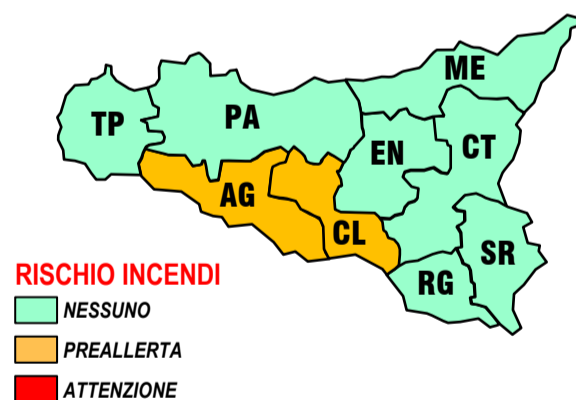 ME
TP
PA
EN
CT
AG
CL
SR
RG
RISCHIO INCENDI
NESSUNO
PREALLERTA
ATTENZIONE